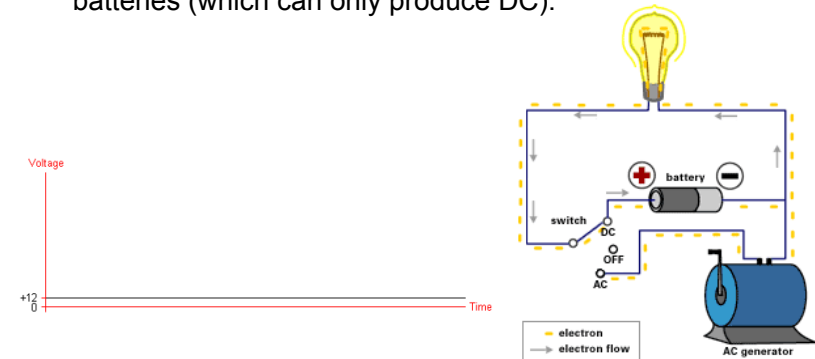 batteries (which can only produce DC).
Voltage
+12
0
Time
+
battery
−
switch
DC
OFF
AC
electron
electron flow
AC generator